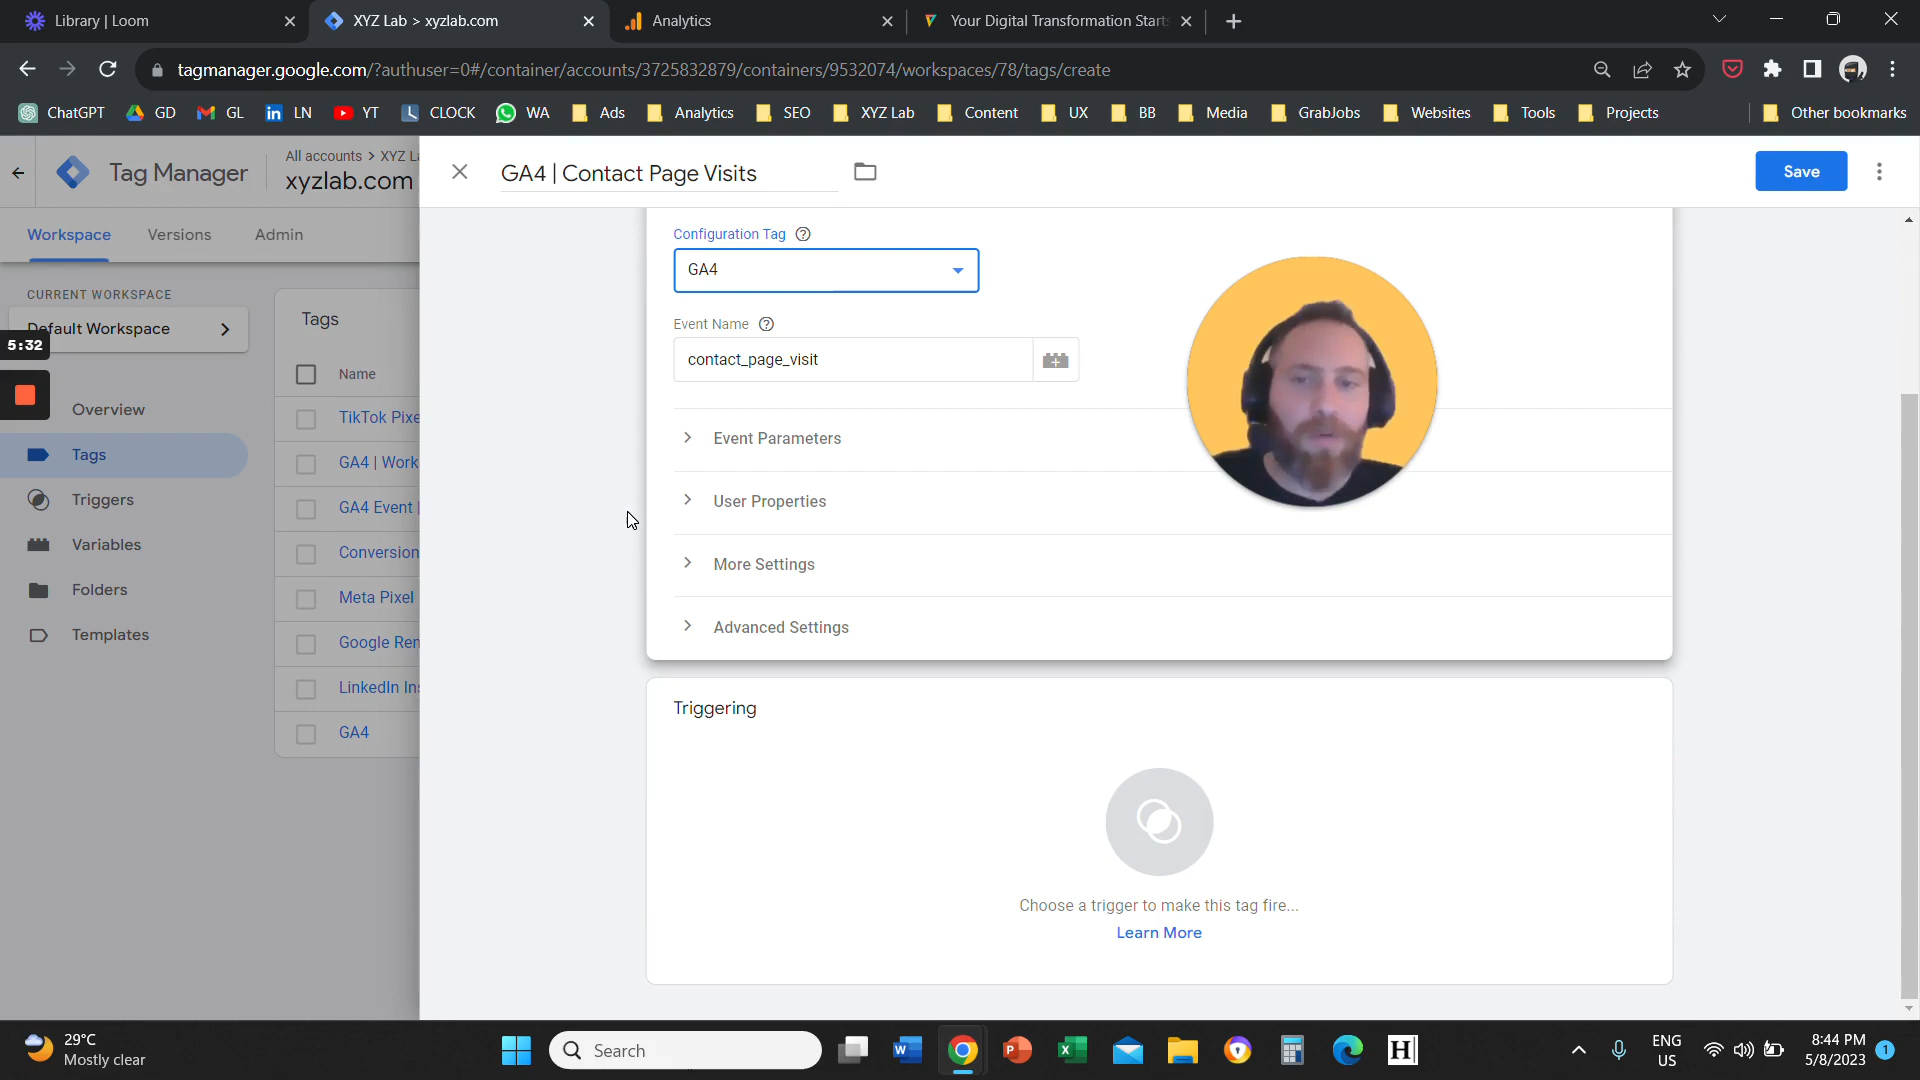 Library | Loom
XYZ Lab > xyzlab.com
Analytics
Your Digital Transformation Start
tagmanager.google.com/?authuser=0#/container/accounts/3725832879/containers/9532074/workspaces/78/tags/create
ChatGPT
GD
GL
LN
YT
CLOCK
WA
Ads
Analytics
SEO
XYZ Lab
Content
UX
BB
Media
GrabJobs
Websites
Tools
Projects
Other bookmarks
Tag Manager
All accounts > XYZ L
xyzlab.com
GA4 | Contact Page Visits
Save
Workspace
Versions
Admin
CURRENT WORKSPACE
Default Workspace
5:32
Overview
Tags
Triggers
Variables
Folders
Templates
Tags
Name
TikTok Pixe
GA4 | Work
GA4 Event |
Conversion
Meta Pixel
Google Ren
LinkedIn Ins
GA4
Configuration Tag
GA4
Event Name
contact_page_visit
Event Parameters
User Properties
More Settings
Advanced Settings
Triggering
Choose a trigger to make this tag fire...
Learn More
29°C
Mostly clear
Search
ENG
US
8:44 PM
5/8/2023
1